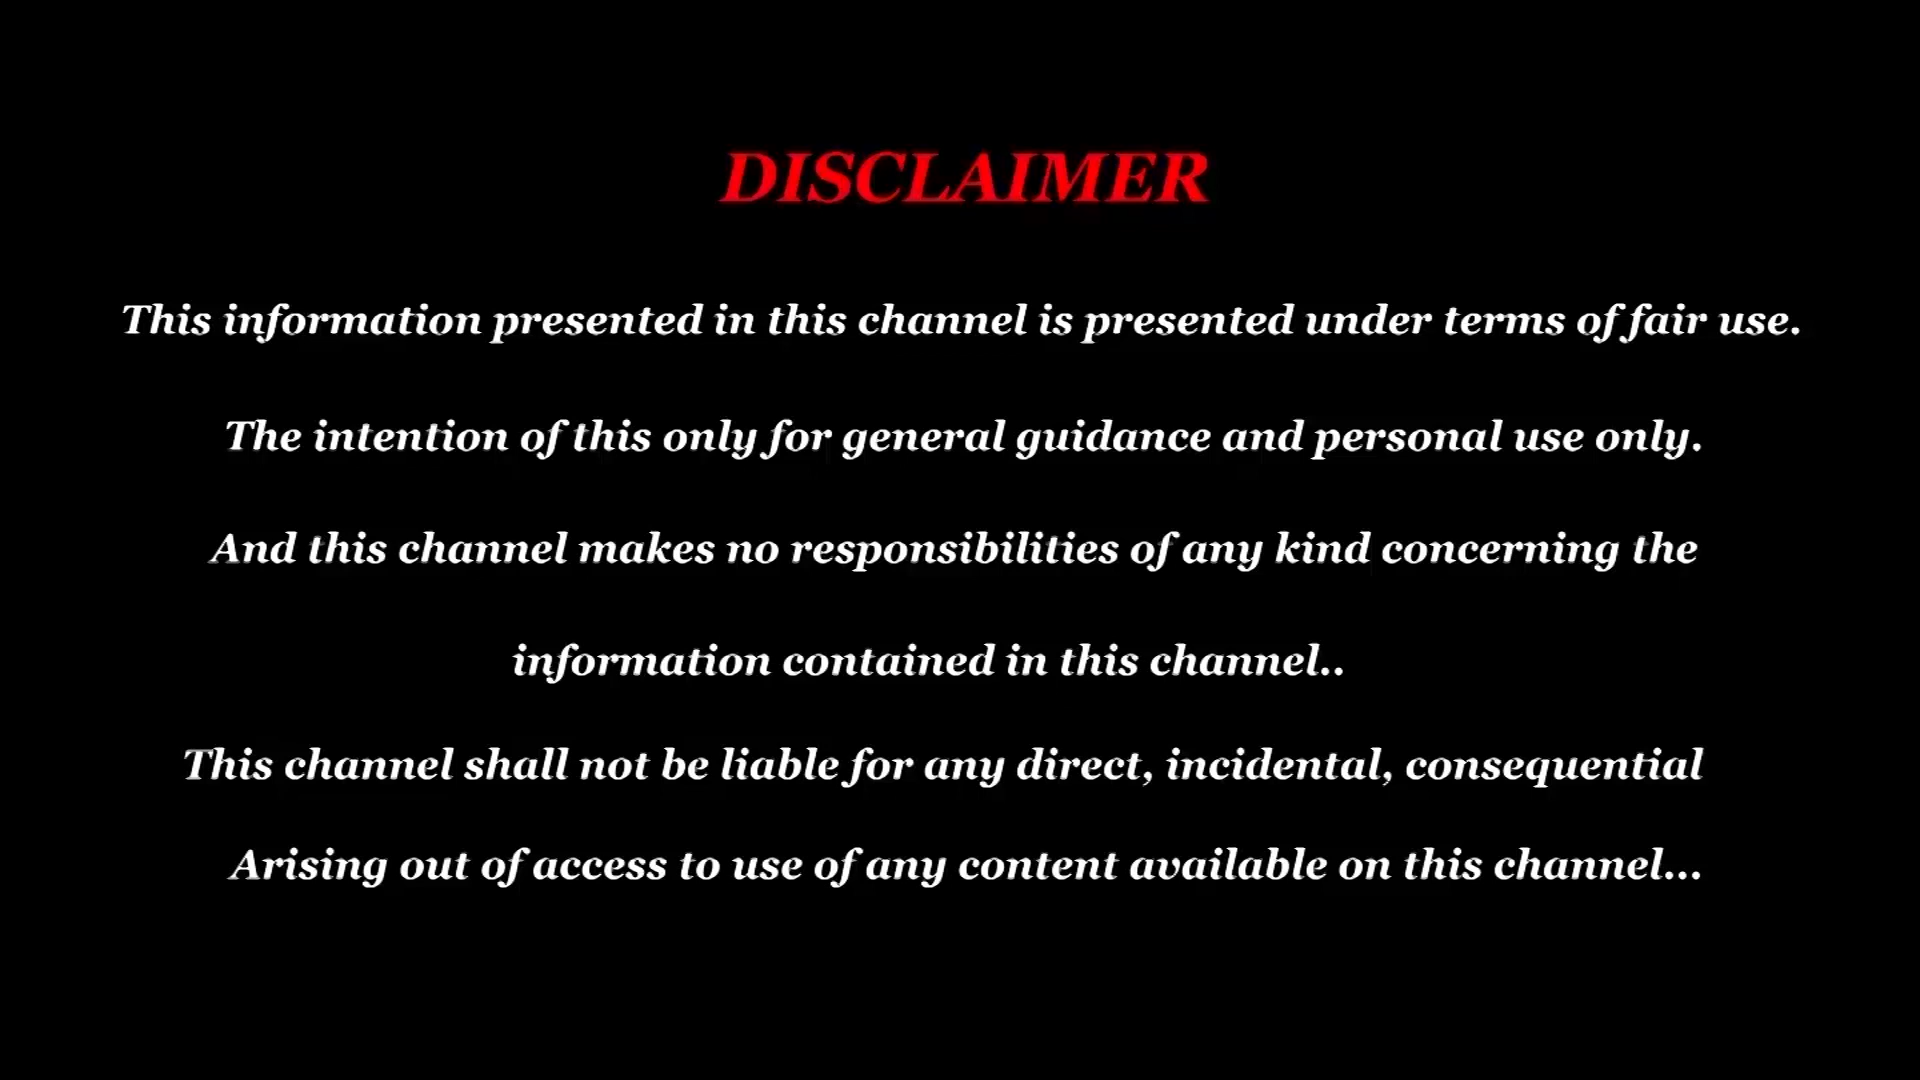 DISCLAIMER
This information presented in this channel is presented under terms of fair use.
The intention of this only for general guidance and personal use only.
And this channel makes no responsibilities of any kind concerning the
information contained in this channel..
This channel shall not be liable for any direct, incidental, consequential
Arising out of access to use of any content available on this channel...